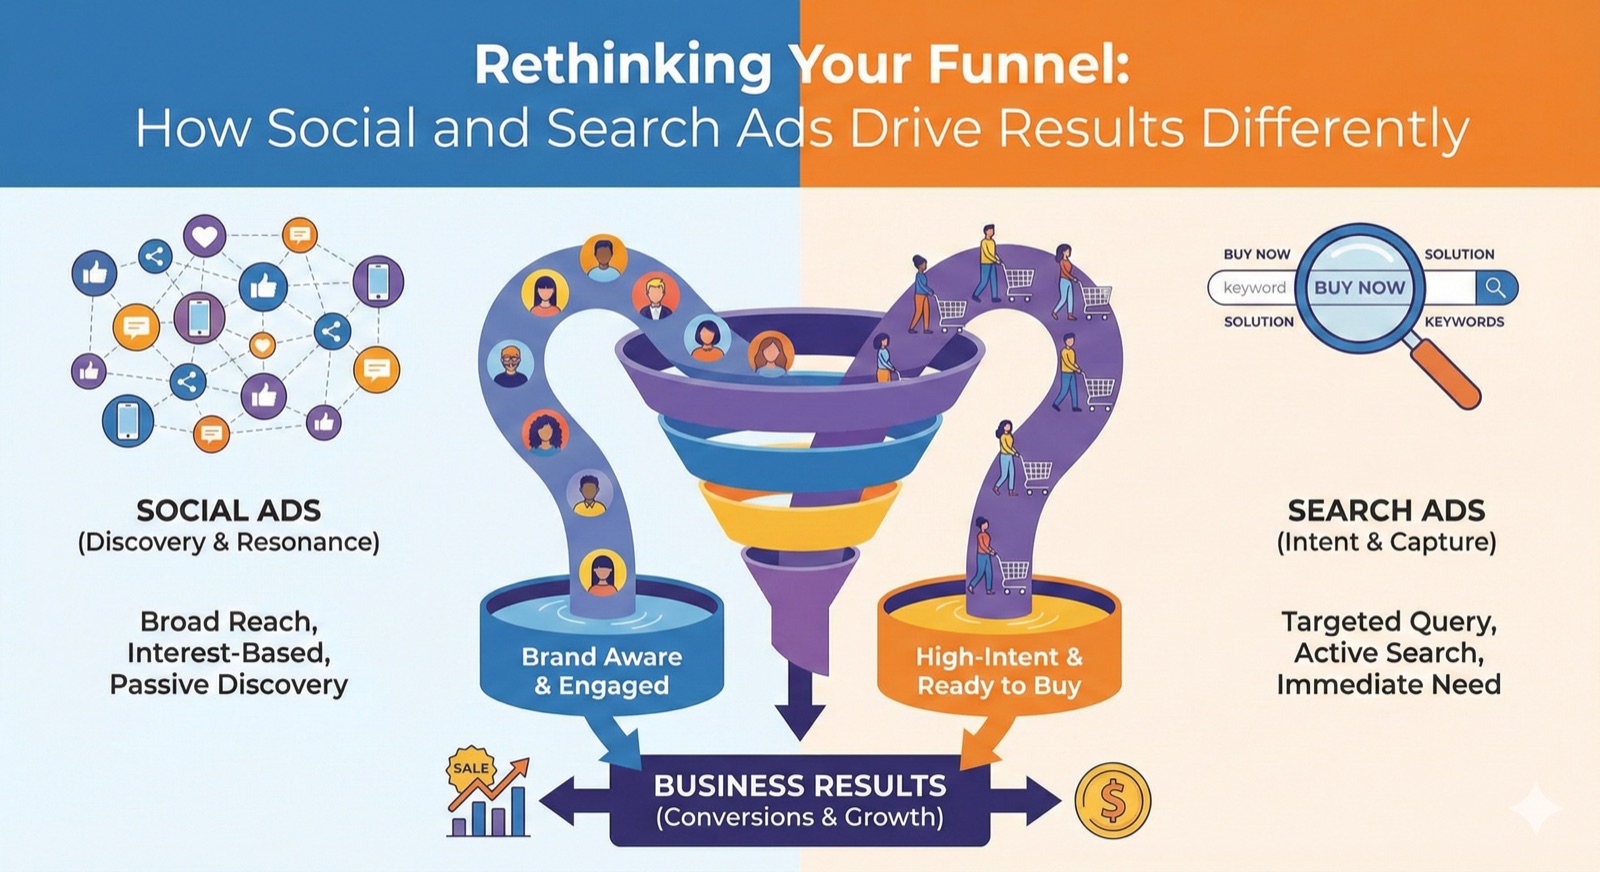 Rethinking Your Funnel:
How Social and Search Ads Drive Results Differently
BUY NOW
SOLUTION
keyword
BUY NOW
SOLUTION
KEYWORDS
SOCIAL ADS
(Discovery & Resonance)
Broad Reach,
Interest-Based,
Passive Discovery
Brand Aware
& Engaged
High-Intent &
Ready to Buy
SEARCH ADS
(Intent & Capture)
Targeted Query,
Active Search,
Immediate Need
SALE
BUSINESS RESULTS
(Conversions & Growth)
$